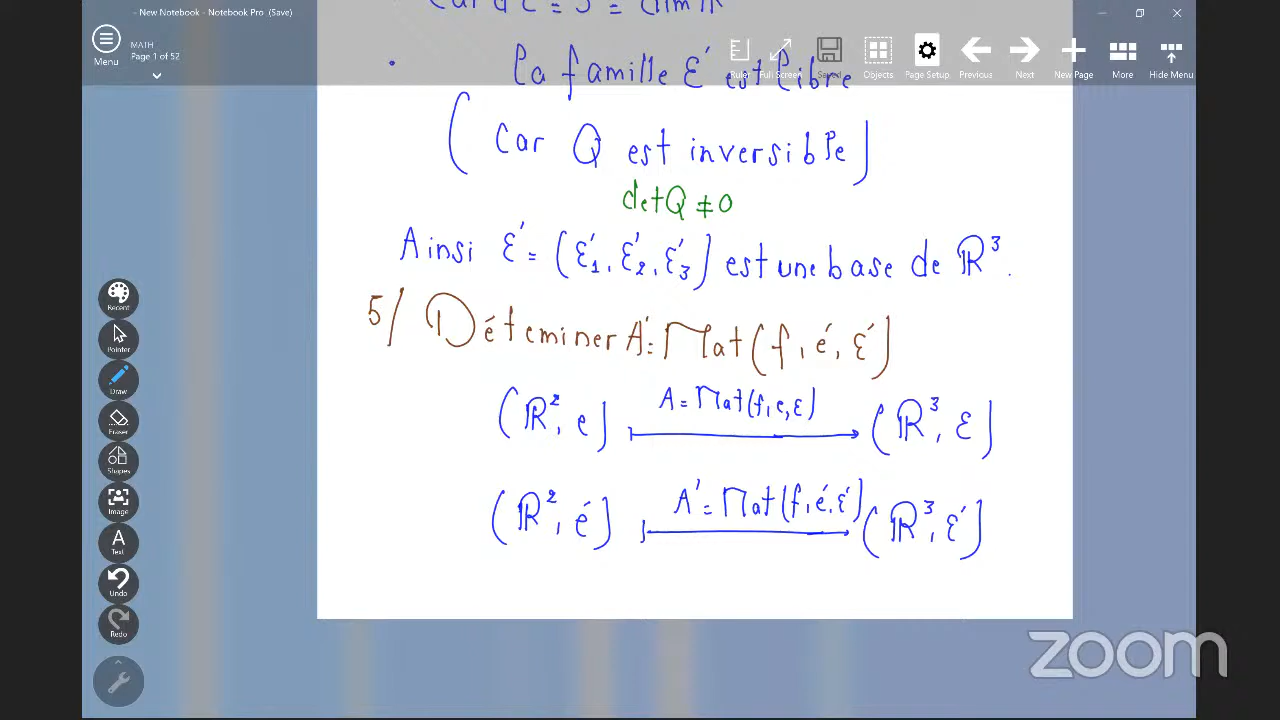 - New Notebook - Notebook Pro (Save)
Menu
MATH
Page 1 of 52
Ruler
Full Screen
Saved
Objects
Page Setup
Previous
Next
New Page
More
Hide Menu
La famille ε' est libre
(Car Q est inversible)
det Q ≠ 0
Ainsi ε' = (ε'₁, ε'₂, ε'₃) est une base de ℝ³.
5/ Déteminer A' = Mat(f, e', ε')
(ℝ², e) A = Mat(f, e, ε) (ℝ³, ε)
(ℝ², e') A' = Mat(f, e', ε') (ℝ³, ε')
Recent
Pointer
Draw
Eraser
Shapes
Image
Text
Undo
Redo
zoom